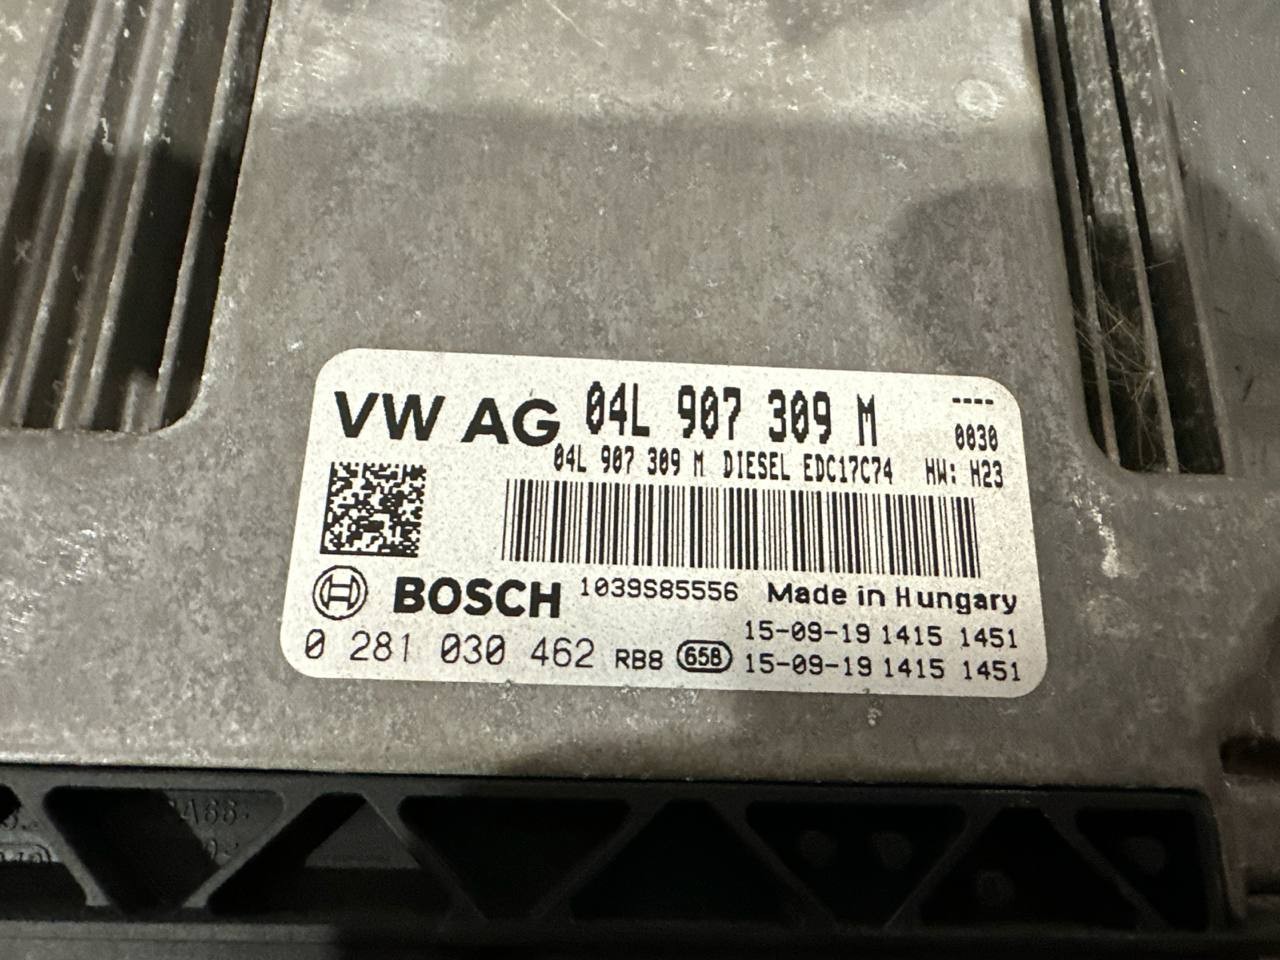 VW AG 04L 907 309 M ----
0030
04L 907 309 M DIESEL EDC17C74 HW: H23
BOSCH 1039S85556 Made in Hungary
15-09-19 1415 1451
0 281 030 462 RB8 658 15-09-19 1415 1451